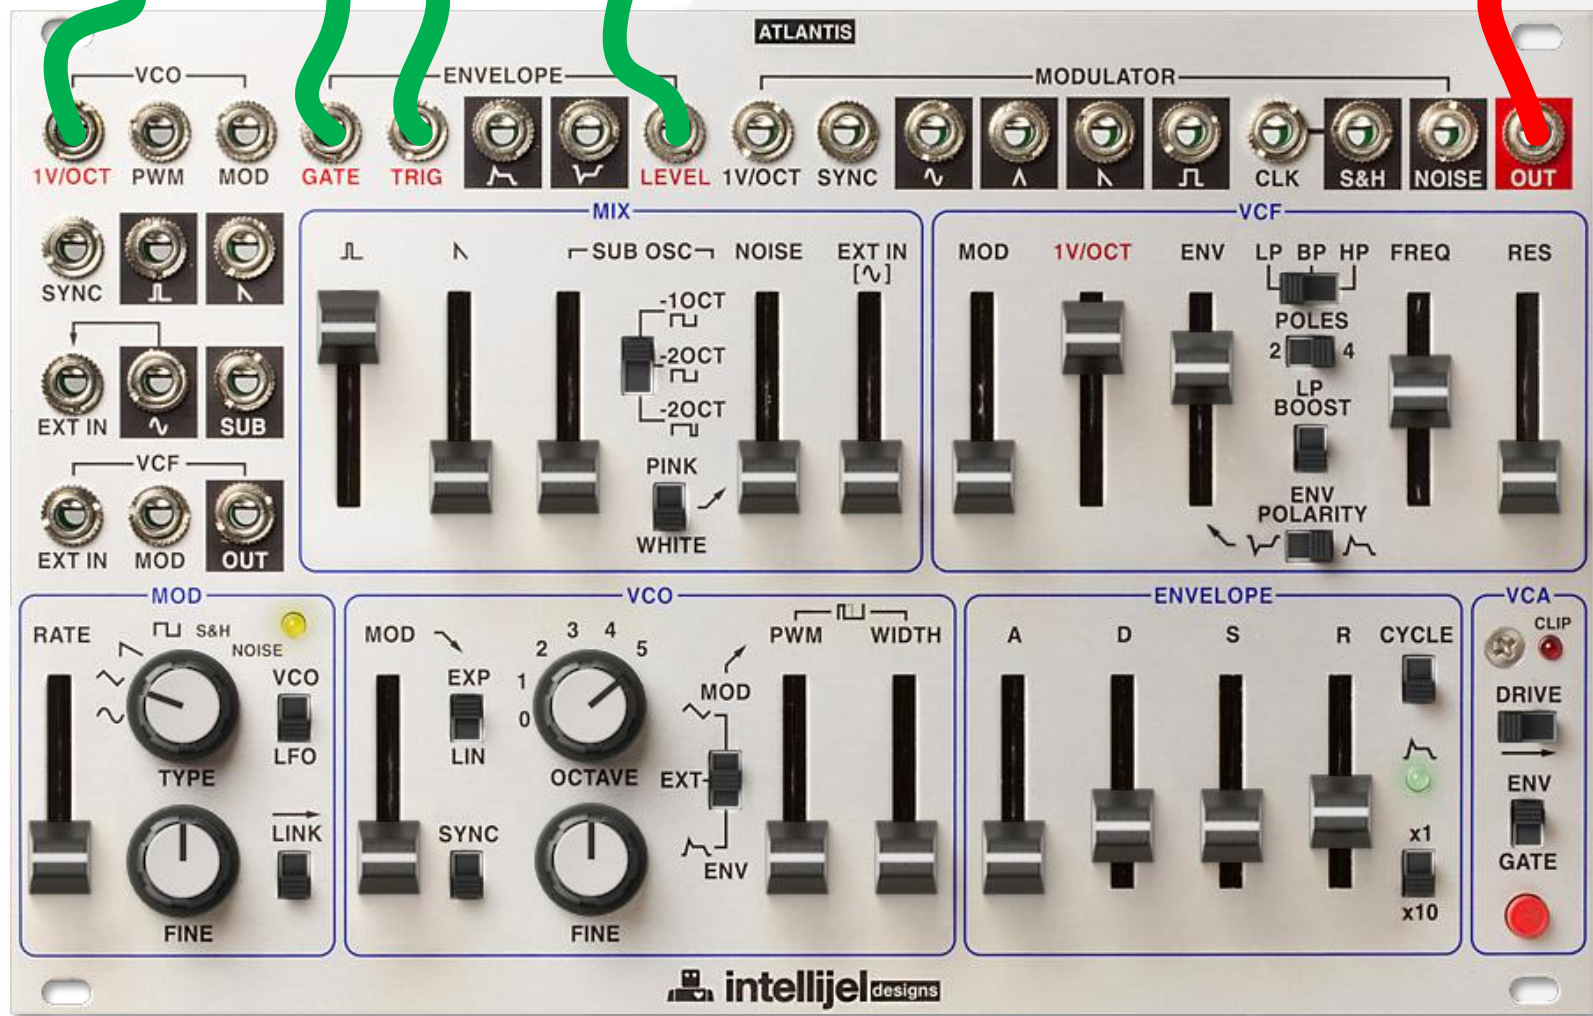 ATLANTIS
VCO ENVELOPE MODULATOR
1V/OCT PWM MOD GATE TRIG LEVEL 1V/OCT SYNC CLK S&H NOISE OUT
SYNC
EXT IN SUB
VCF
EXT IN MOD OUT
MIX
SUB OSC NOISE EXT IN
-1OCT
-2OCT
-2OCT
PINK
WHITE
VCF
MOD 1V/OCT ENV LP BP HP FREQ RES
POLES
2 4
LP
BOOST
ENV
POLARITY
MOD
RATE S&H
NOISE
VCO
LFO
TYPE
LINK
FINE
VCO
MOD
EXP
LIN
SYNC
0 1 2 3 4 5
OCTAVE
FINE
PWM WIDTH
MOD
EXT
ENV
ENVELOPE
A D S R CYCLE
x1
x10
VCA
CLIP
DRIVE
ENV
GATE
intellijel designs